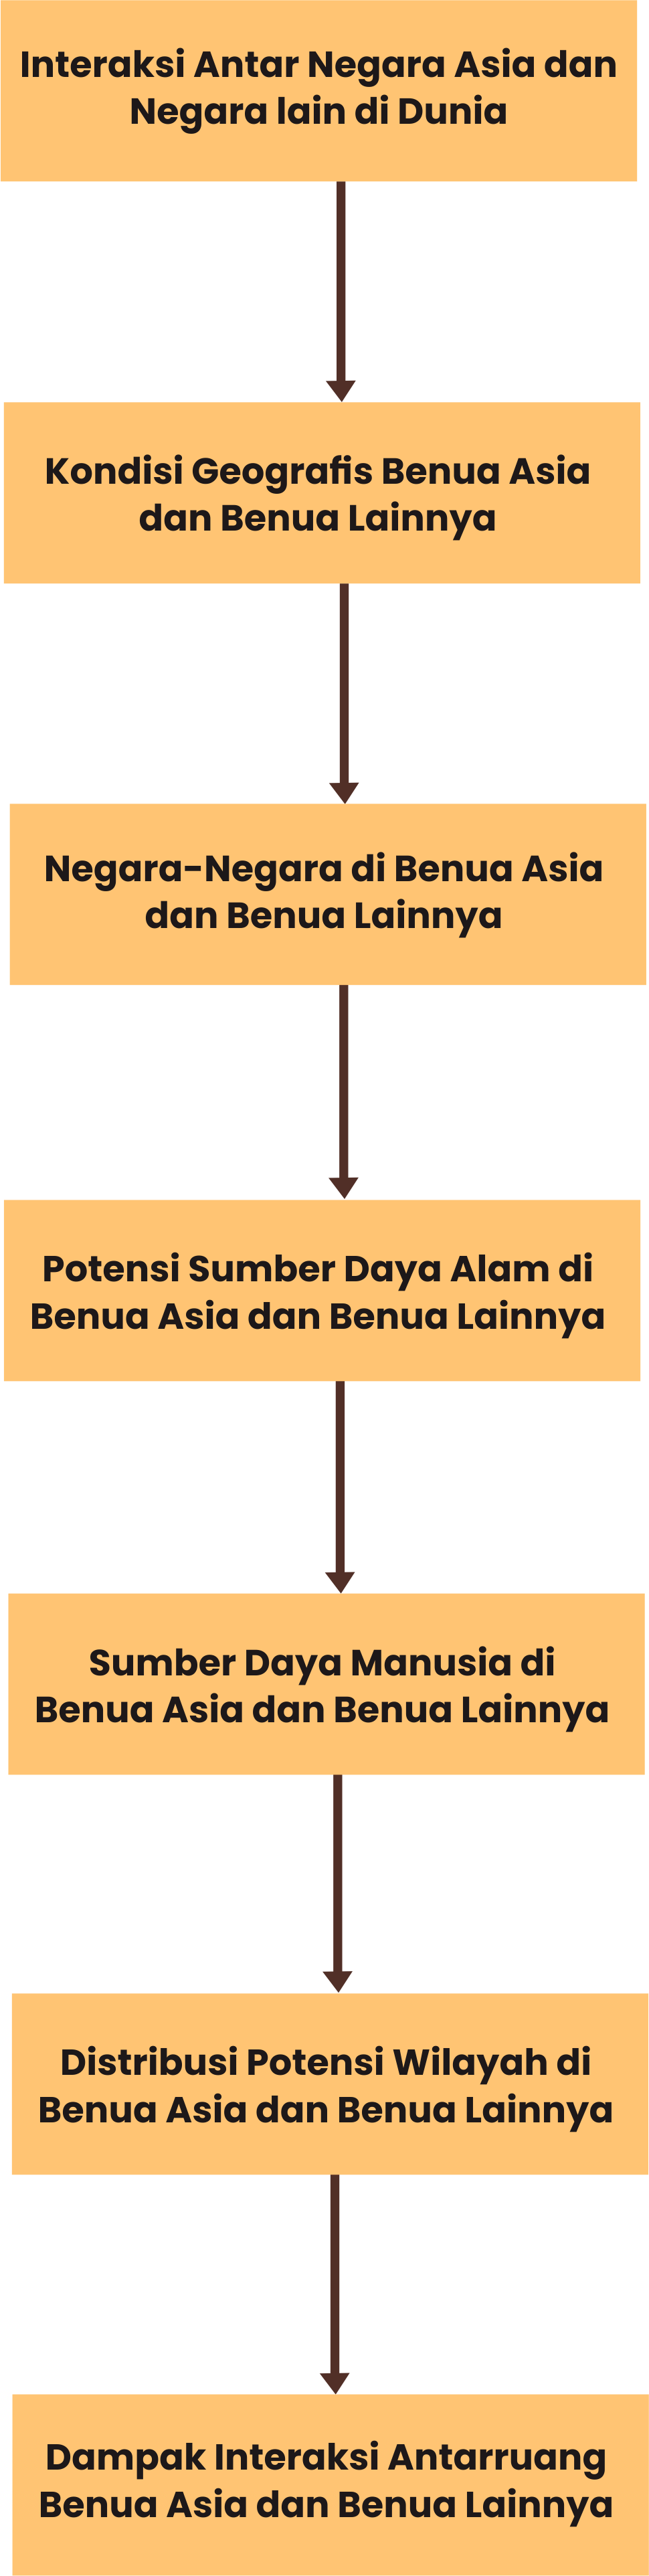 Interaksi Antar Negara Asia dan
Negara lain di Dunia
Kondisi Geografis Benua Asia
dan Benua Lainnya
Negara-Negara di Benua Asia
dan Benua Lainnya
Potensi Sumber Daya Alam di
Benua Asia dan Benua Lainnya
Sumber Daya Manusia di
Benua Asia dan Benua Lainnya
Distribusi Potensi Wilayah di
Benua Asia dan Benua Lainnya
Dampak Interaksi Antarruang
Benua Asia dan Benua Lainnya